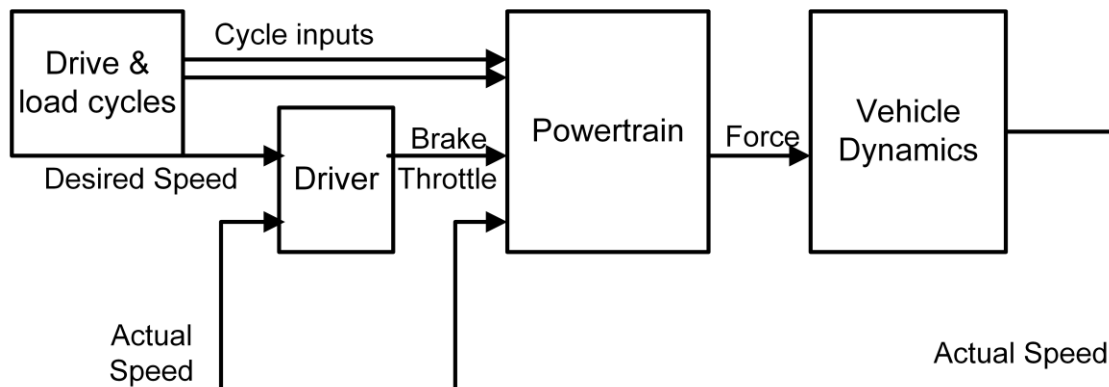 Cycle inputs
Drive &
load cycles
Desired Speed
Driver
Brake
Throttle
Powertrain
Force
Vehicle
Dynamics
Actual
Speed
Actual Speed